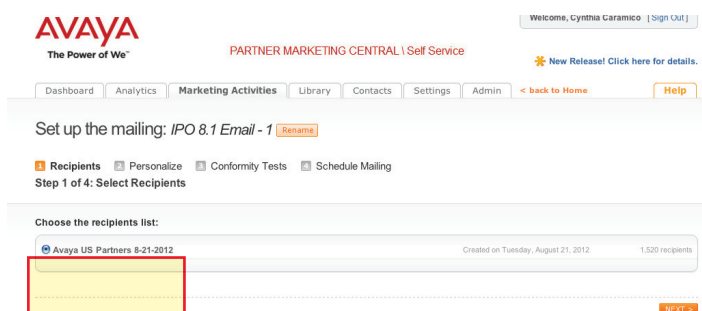 Welcome, Cynthia Caramico [ Sign Out ]
AVAYA
The Power of We™
PARTNER MARKETING CENTRAL \ Self Service
New Release! Click here for details.
Dashboard Analytics Marketing Activities Library Contacts Settings Admin < back to Home Help
Set up the mailing: IPO 8.1 Email - 1 Rename
1 Recipients 2 Personalize 3 Conformity Tests 4 Schedule Mailing
Step 1 of 4: Select Recipients
Choose the recipients list:
Avaya US Partners 8-21-2012 Created on Tuesday, August 21, 2012 1,520 recipients
NEXT >